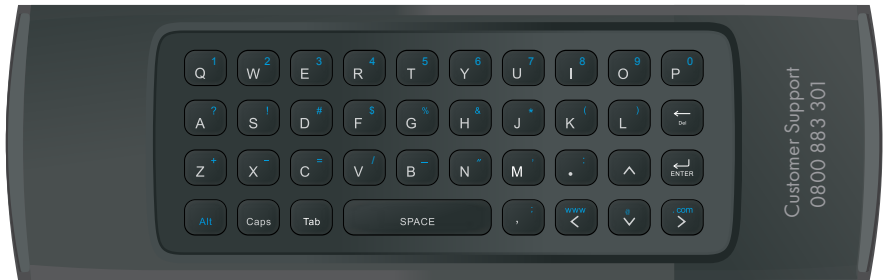 Q 1 W 2 E 3 R 4 T 5 Y 6 U 7 I 8 O 9 P 0
A ? S ! D # F $ G % H & J * K ( L ) ← Del
Z + X - C = V / B _ N " M ' . : ^ ENTER
Alt Caps Tab SPACE , ; www < @ ∨ .com >
Customer Support
0800 883 301